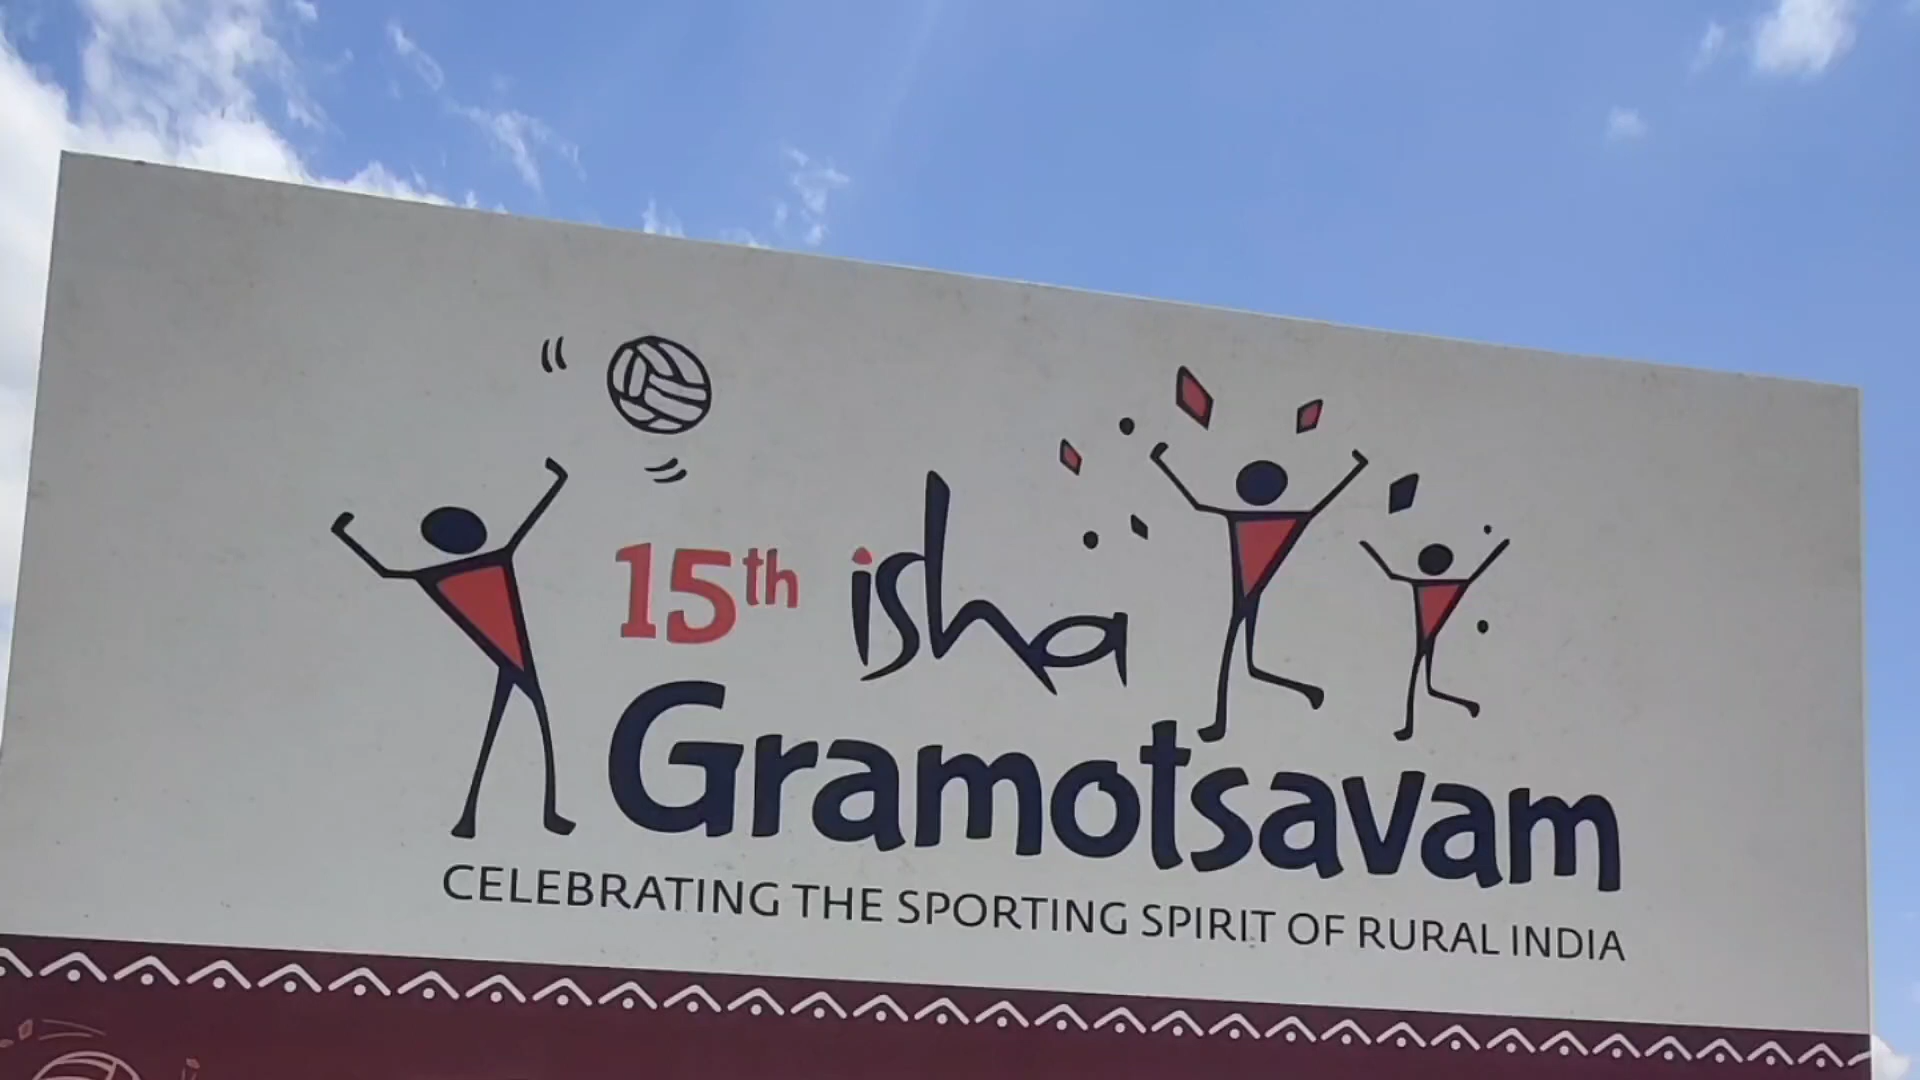 15th isha
Gramotsavam
CELEBRATING THE SPORTING SPIRIT OF RURAL INDIA